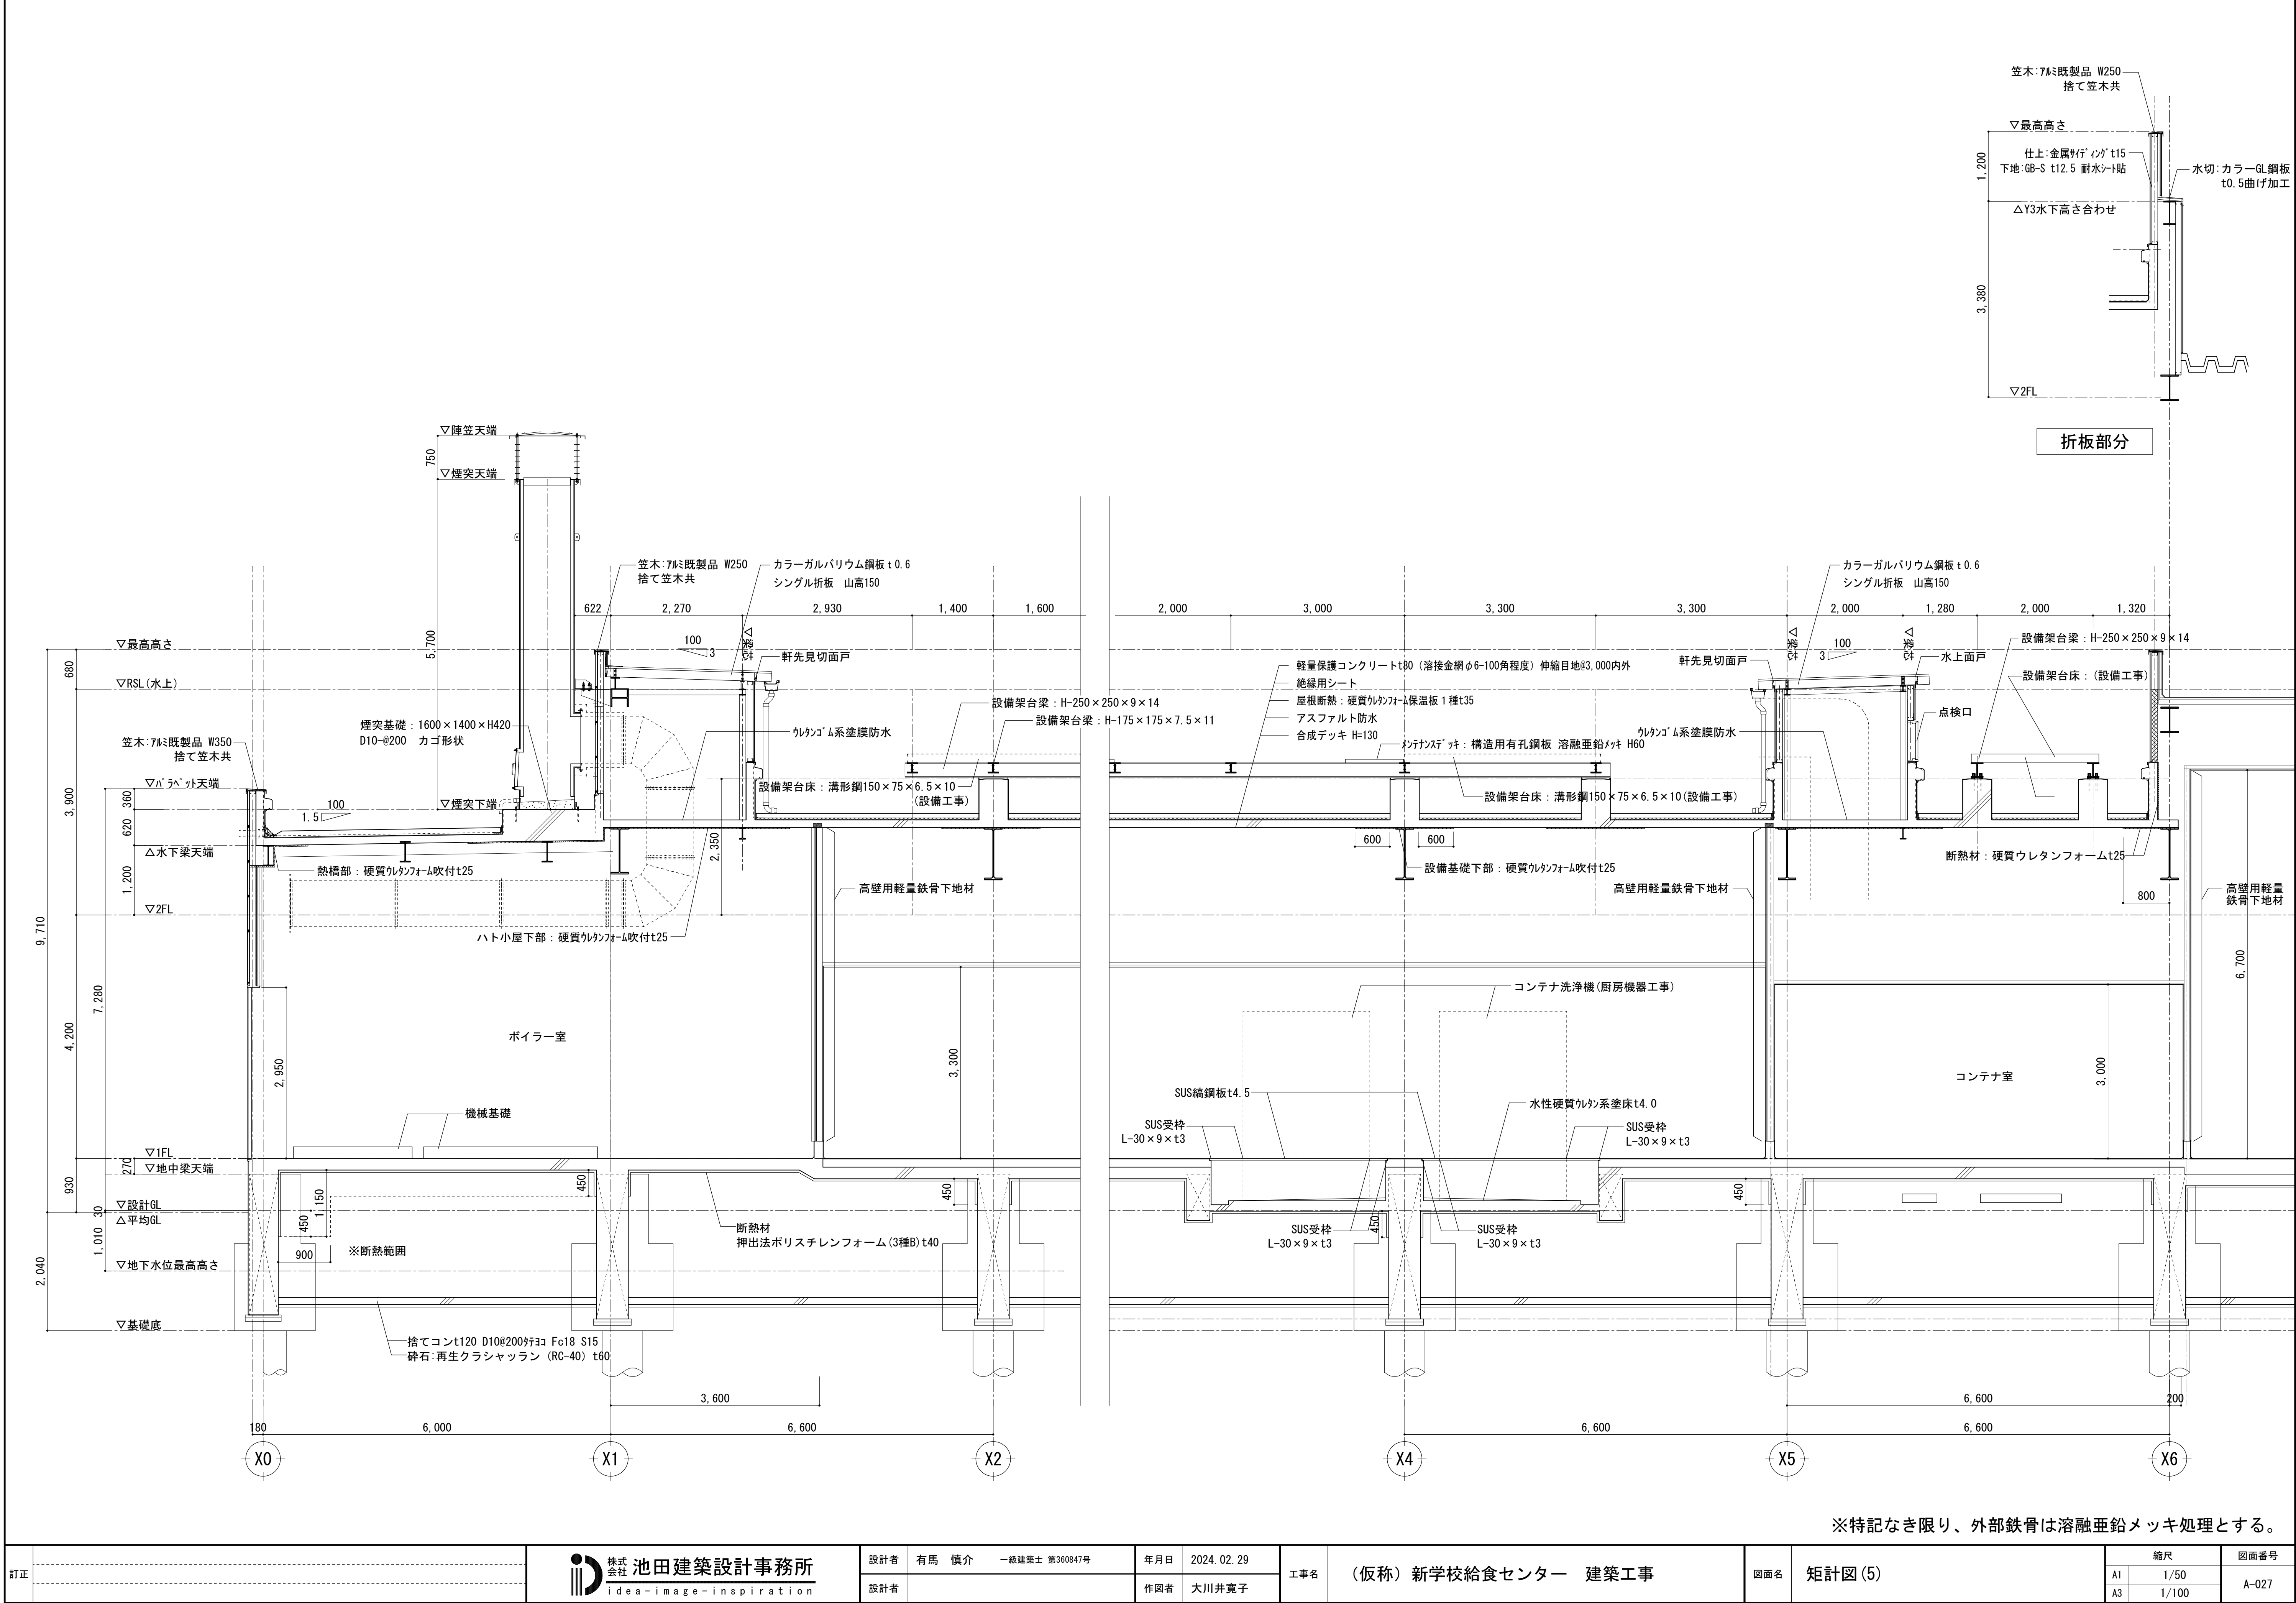 笠木:ｱﾙﾐ既製品 W250
捨て笠木共
▽最高高さ
仕上:金属ｻｲﾃﾞｨﾝｸﾞt15
下地:GB-S t12.5 耐水ｼｰﾄ貼
水切:カラーGL鋼板
t0.5曲げ加工
1,200
△Y3水下高さ合わせ
3,380
▽2FL
折板部分
▽陣笠天端
750
▽煙突天端
5,700
笠木:ｱﾙﾐ既製品 W250
捨て笠木共
カラーガルバリウム鋼板ｔ0.6
シングル折板 山高150
カラーガルバリウム鋼板ｔ0.6
シングル折板 山高150
622
2,270
2,930
1,400
1,600
2,000
3,000
3,300
3,300
2,000
1,280
2,000
1,320
▽最高高さ
680
▽RSL(水上)
100
3
▽梁芯
軒先見切面戸
軽量保護コンクリートt80（溶接金網φ6-100角程度）伸縮目地@3,000内外
絶縁用シート
屋根断熱：硬質ｳﾚﾀﾝﾌｫｰﾑ保温板１種t35
アスファルト防水
合成デッキ H=130
軒先見切面戸
▽梁芯
100
3
▽梁芯
水上面戸
設備架台梁：H-250×250×9×14
設備架台床：(設備工事)
点検口
煙突基礎：1600×1400×H420
D10-@200 カゴ形状
設備架台梁：H-250×250×9×14
設備架台梁：H-175×175×7.5×11
ｳﾚﾀﾝｺﾞﾑ系塗膜防水
ﾒﾝﾃﾅﾝｽﾃﾞｯｷ：構造用有孔鋼板 溶融亜鉛ﾒｯｷ H60
ｳﾚﾀﾝｺﾞﾑ系塗膜防水
笠木:ｱﾙﾐ既製品 W350
捨て笠木共
▽ﾊﾟﾗﾍﾟｯﾄ天端
▽煙突下端
3,900
360
620
100
1.5
設備架台床：溝形鋼150×75×6.5×10
(設備工事)
設備架台床：溝形鋼150×75×6.5×10(設備工事)
△水下梁天端
熱橋部：硬質ｳﾚﾀﾝﾌｫｰﾑ吹付t25
2,350
600
600
設備基礎下部：硬質ｳﾚﾀﾝﾌｫｰﾑ吹付t25
断熱材：硬質ウレタンフォームt25
1,200
高壁用軽量鉄骨下地材
高壁用軽量鉄骨下地材
800
高壁用軽量
鉄骨下地材
▽2FL
ハト小屋下部：硬質ｳﾚﾀﾝﾌｫｰﾑ吹付t25
9,710
7,280
4,200
2,950
ボイラー室
3,300
コンテナ洗浄機(厨房機器工事)
6,700
コンテナ室
3,000
機械基礎
SUS縞鋼板t4.5
水性硬質ｳﾚﾀﾝ系塗床t4.0
SUS受枠
L-30×9×t3
SUS受枠
L-30×9×t3
▽1FL
270
▽地中梁天端
930
1,150
450
450
450
▽設計GL
30
△平均GL
450
断熱材
押出法ポリスチレンフォーム(3種B)t40
SUS受枠
L-30×9×t3
450
SUS受枠
L-30×9×t3
1,010
900
※断熱範囲
▽地下水位最高高さ
2,040
▽基礎底
捨てコンt120 D10@200ﾀﾃﾖｺ Fc18 S15
砕石:再生クラシャッラン（RC-40）t60
3,600
6,600
200
180
6,000
6,600
6,600
6,600
X0
X1
X2
X4
X5
X6
※特記なき限り、外部鉄骨は溶融亜鉛メッキ処理とする。
訂正
株式会社 池田建築設計事務所
idea-image-inspiration
設計者 有馬 慎介 一級建築士 第360847号
設計者
年月日 2024.02.29
作図者 大川井寛子
工事名 （仮称）新学校給食センター 建築工事
図面名 矩計図(5)
縮尺
A1 1/50
A3 1/100
図面番号
A-027